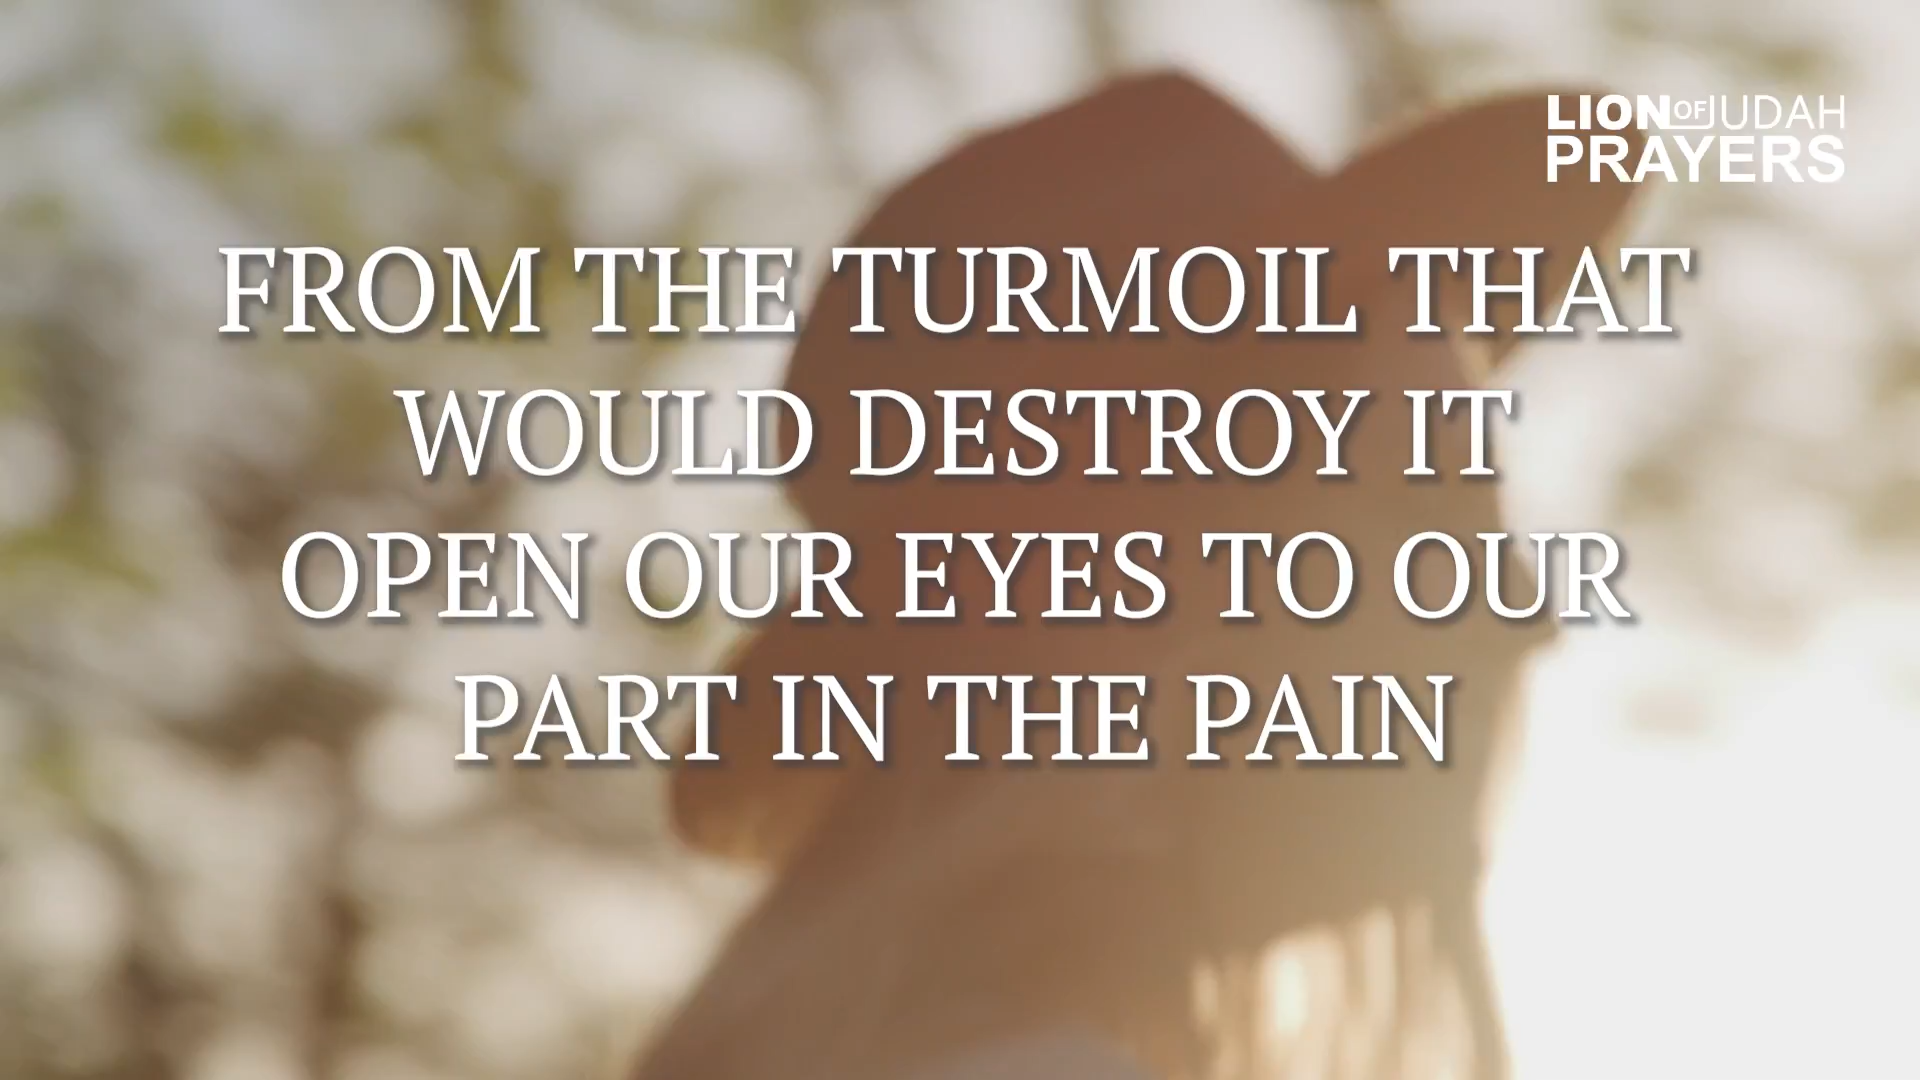 LION OF JUDAH
PRAYERS
FROM THE TURMOIL THAT
WOULD DESTROY IT
OPEN OUR EYES TO OUR
PART IN THE PAIN